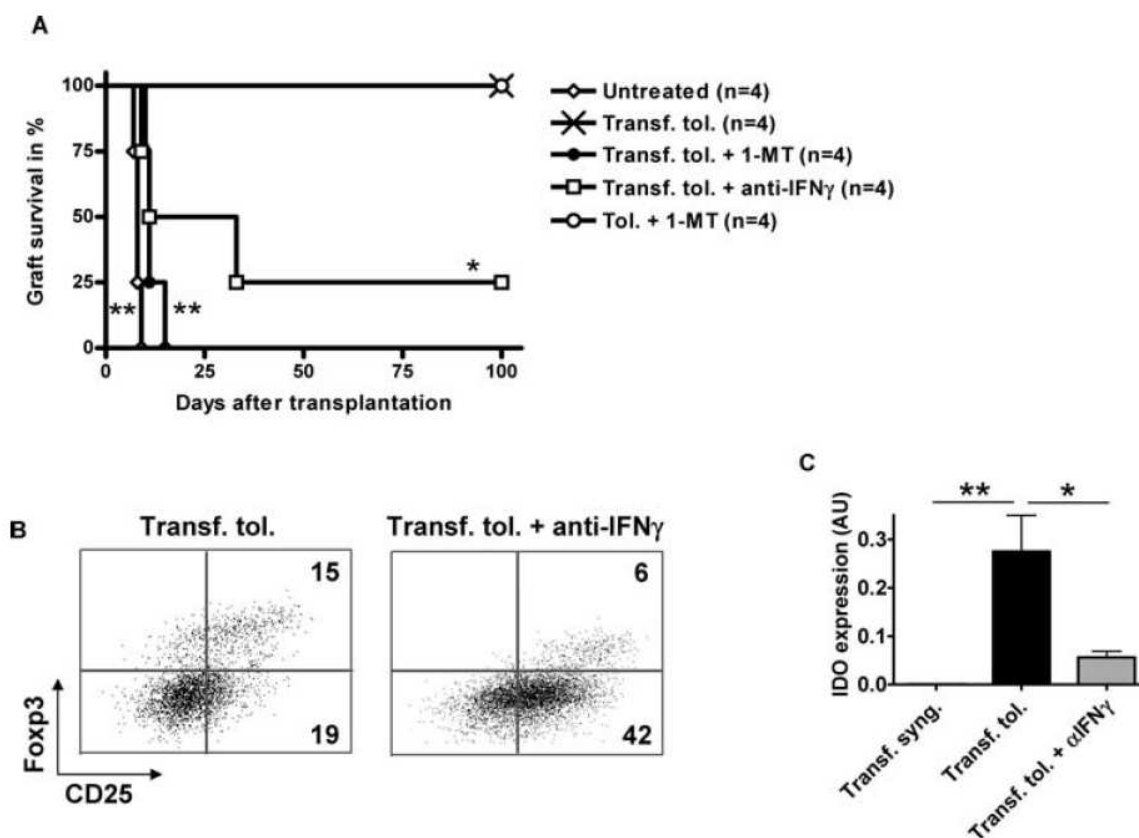 A
100
75
50
25
0
Graft survival in %
** **
*
0 25 50 75 100
Days after transplantation
Untreated (n=4)
Transf. tol. (n=4)
Transf. tol. + 1-MT (n=4)
Transf. tol. + anti-IFNγ (n=4)
Tol. + 1-MT (n=4)
B
Transf. tol.
Transf. tol. + anti-IFNγ
15
19
6
42
Foxp3
CD25
C
** *
IDO expression (AU)
0.3
0.2
0.1
0.0
Transf. syng.
Transf. tol.
Transf. tol. + αIFNγ